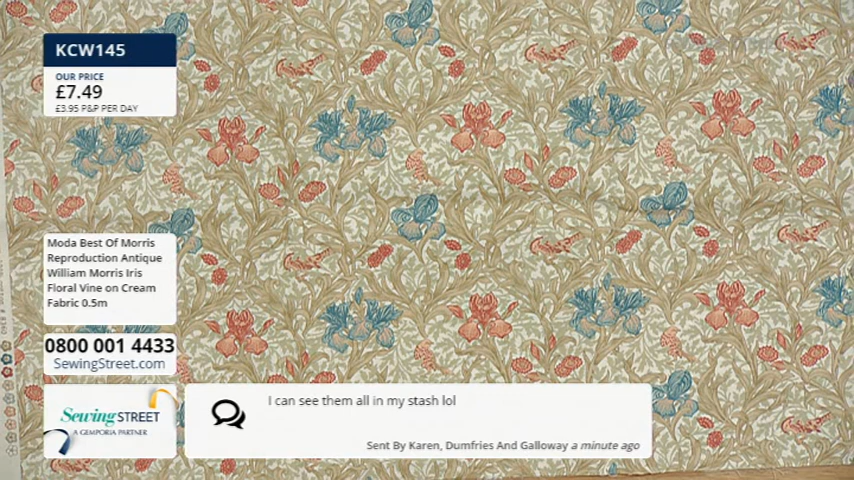 KCW145
OUR PRICE
£7.49
£3.95 P&P PER DAY
Moda Best Of Morris
Reproduction Antique
William Morris Iris
Floral Vine on Cream
Fabric 0.5m
0800 001 4433
SewingStreet.com
Sewing STREET
A GEMPORIA PARTNER
I can see them all in my stash lol
Sent By Karen, Dumfries And Galloway a minute ago